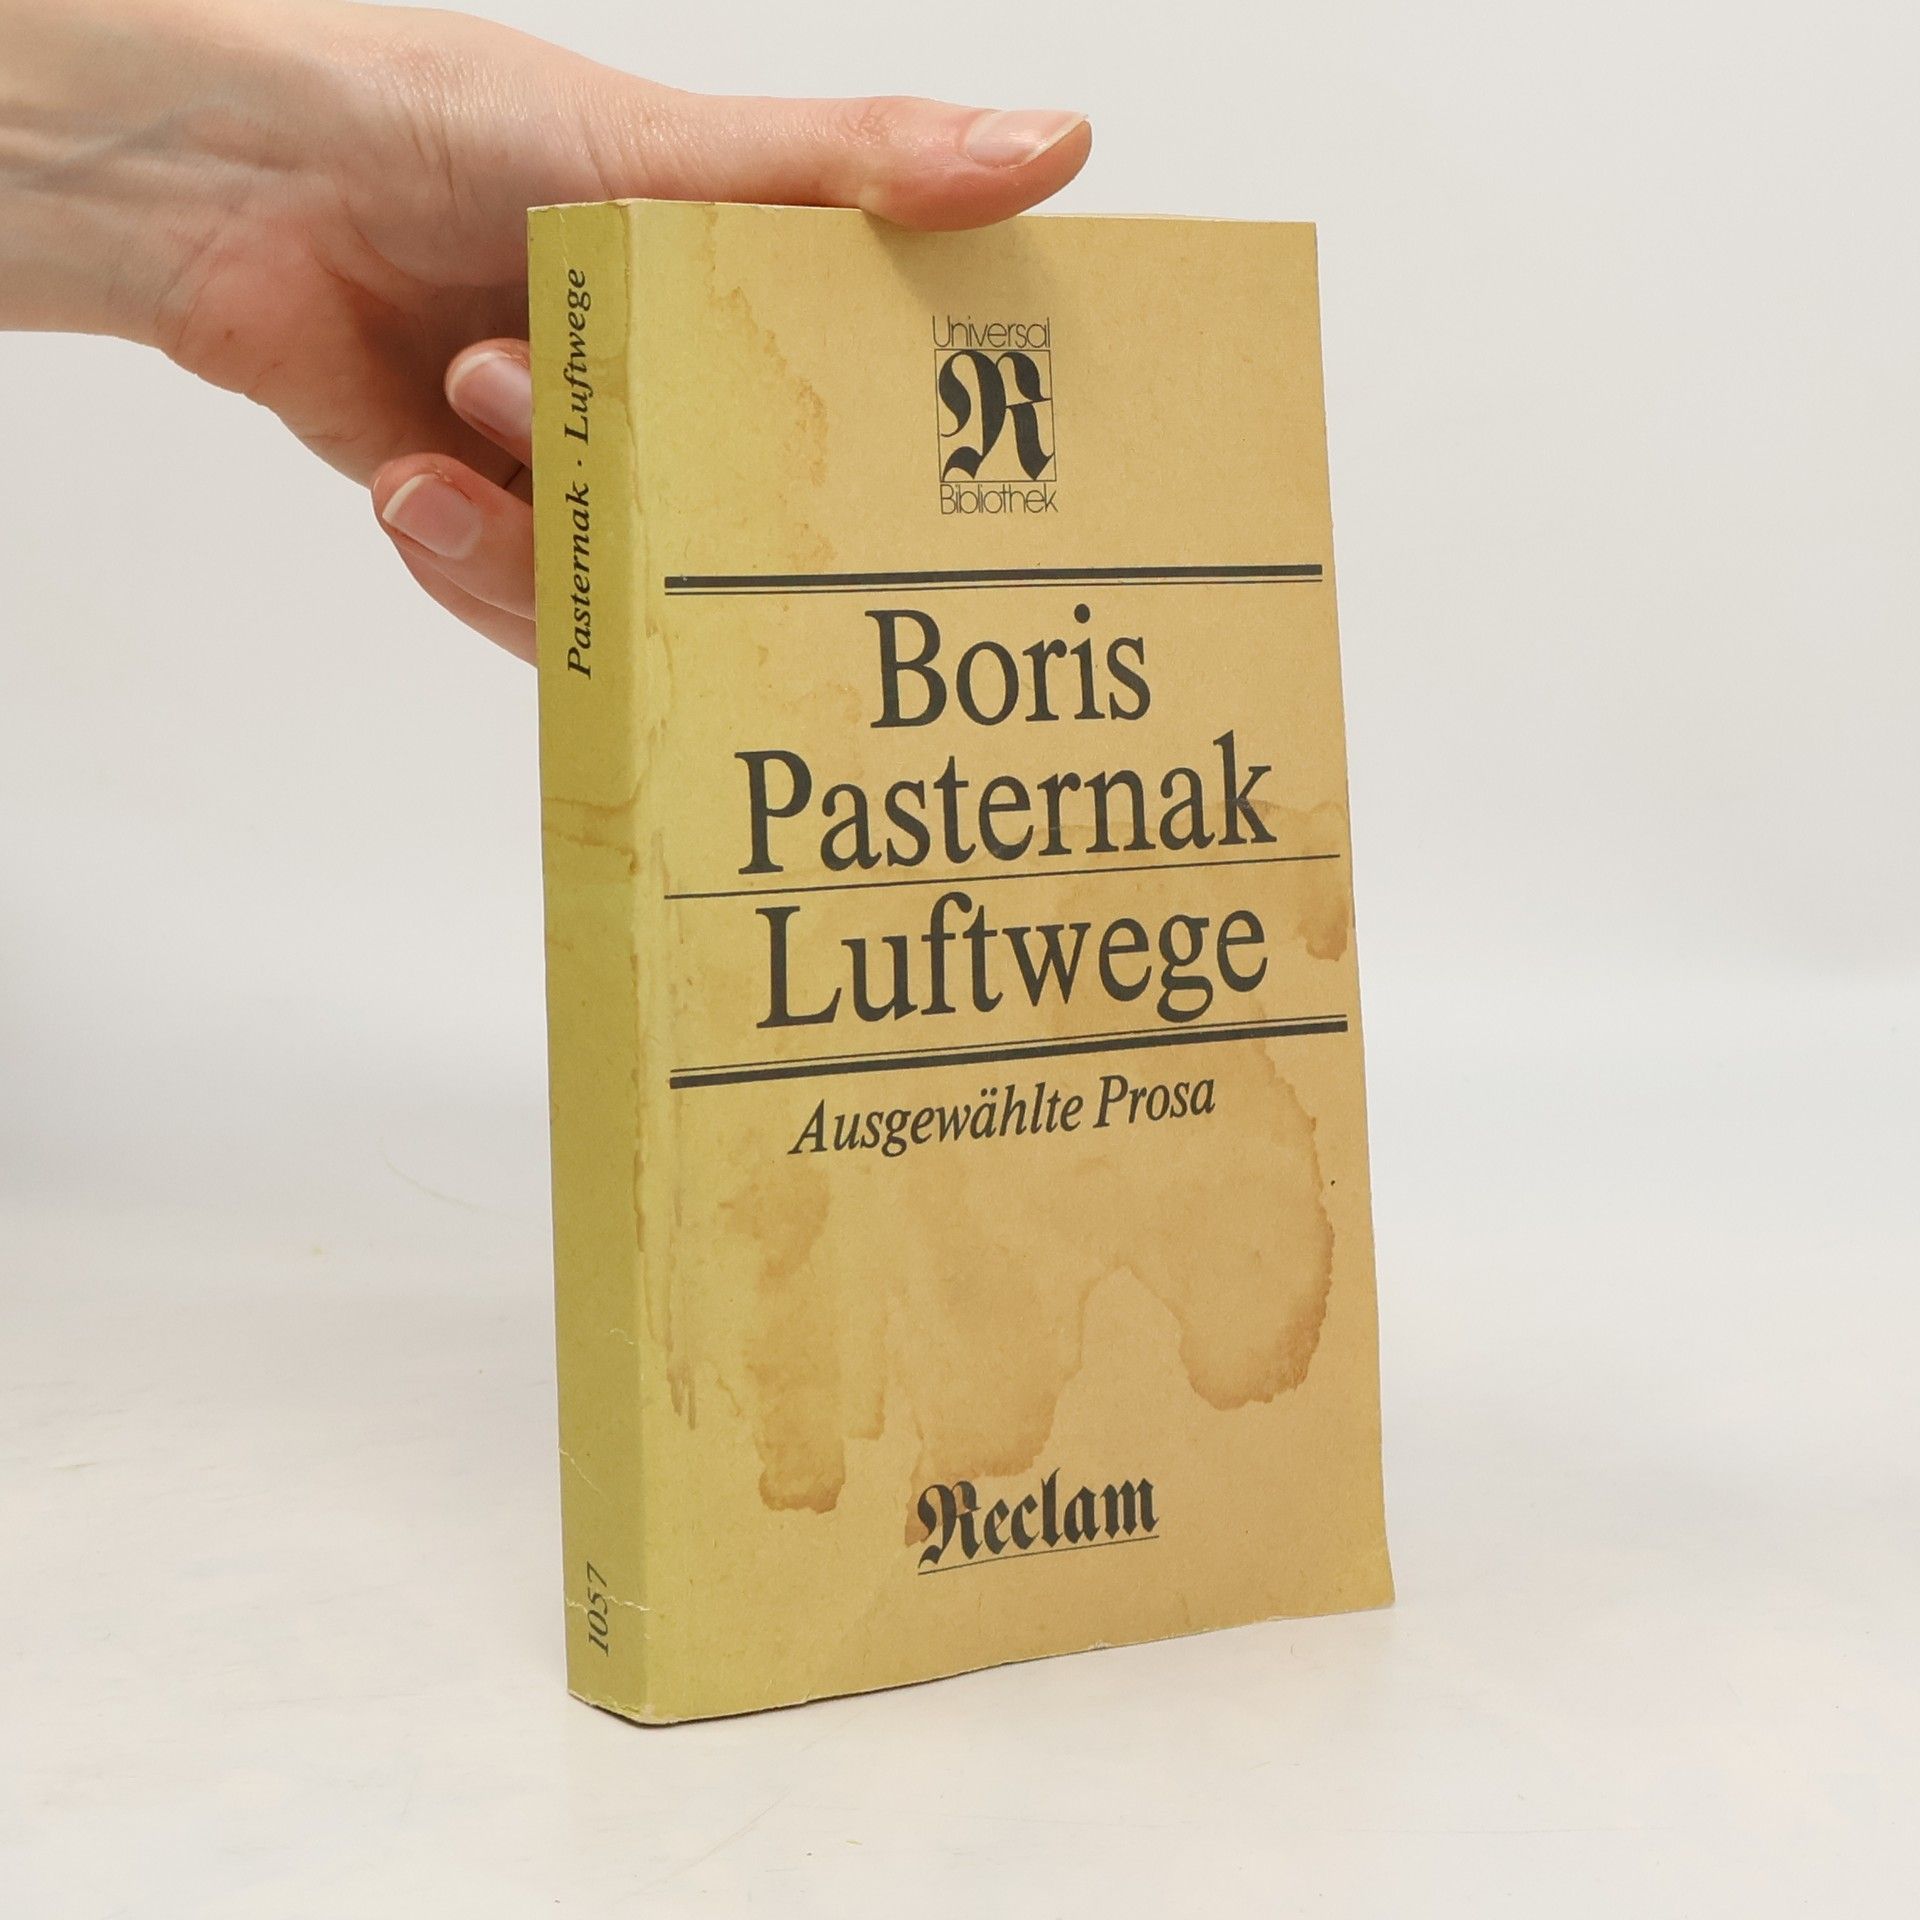 Pasternak · Luftwege
1057
Universal
R
Bibliothek
Boris
Pasternak
Luftwege
Ausgewählte Prosa
Reclam